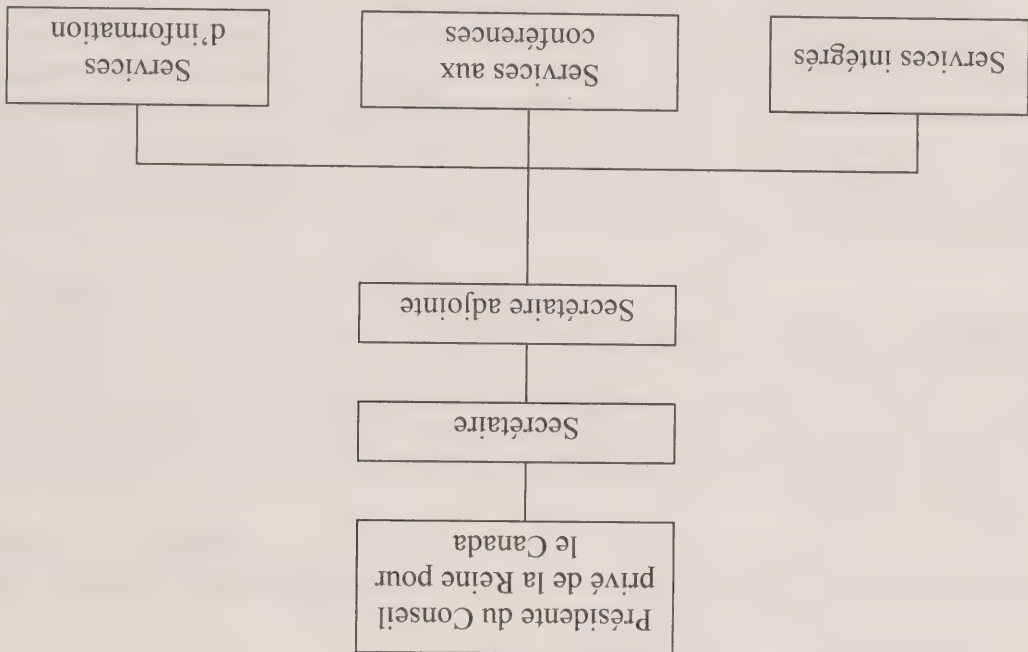 Présidente du Conseil
privé de la Reine pour
le Canada
Secrétaire
Secrétaire adjointe
Services intégrés
Services aux
conférences
Services
d'information